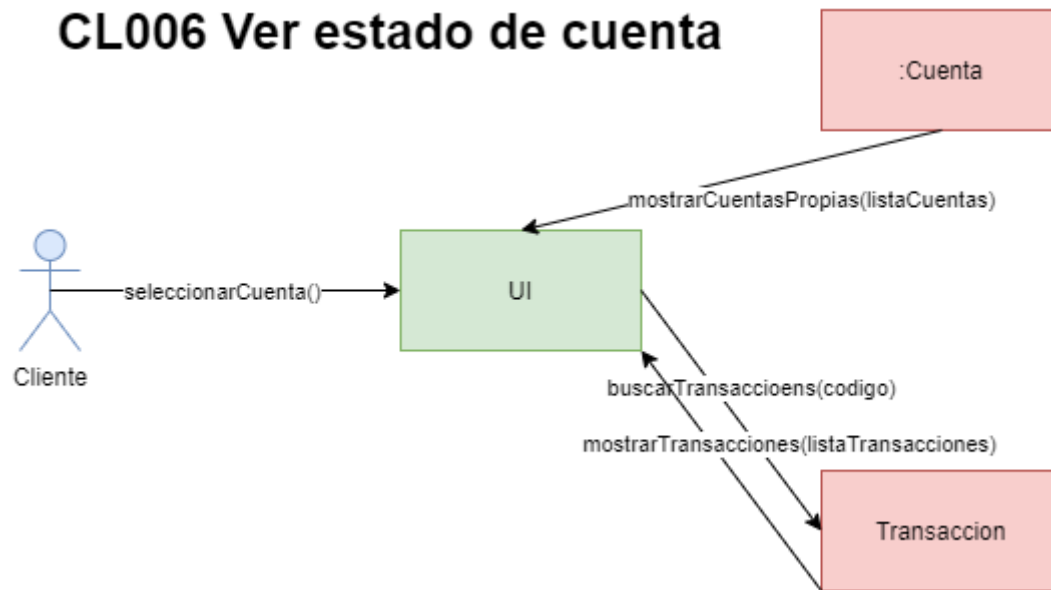 CL006 Ver estado de cuenta
:Cuenta
mostrarCuentasPropias(listaCuentas)
seleccionarCuenta()
UI
Cliente
buscarTransaccioens(codigo)
mostrarTransacciones(listaTransacciones)
Transaccion